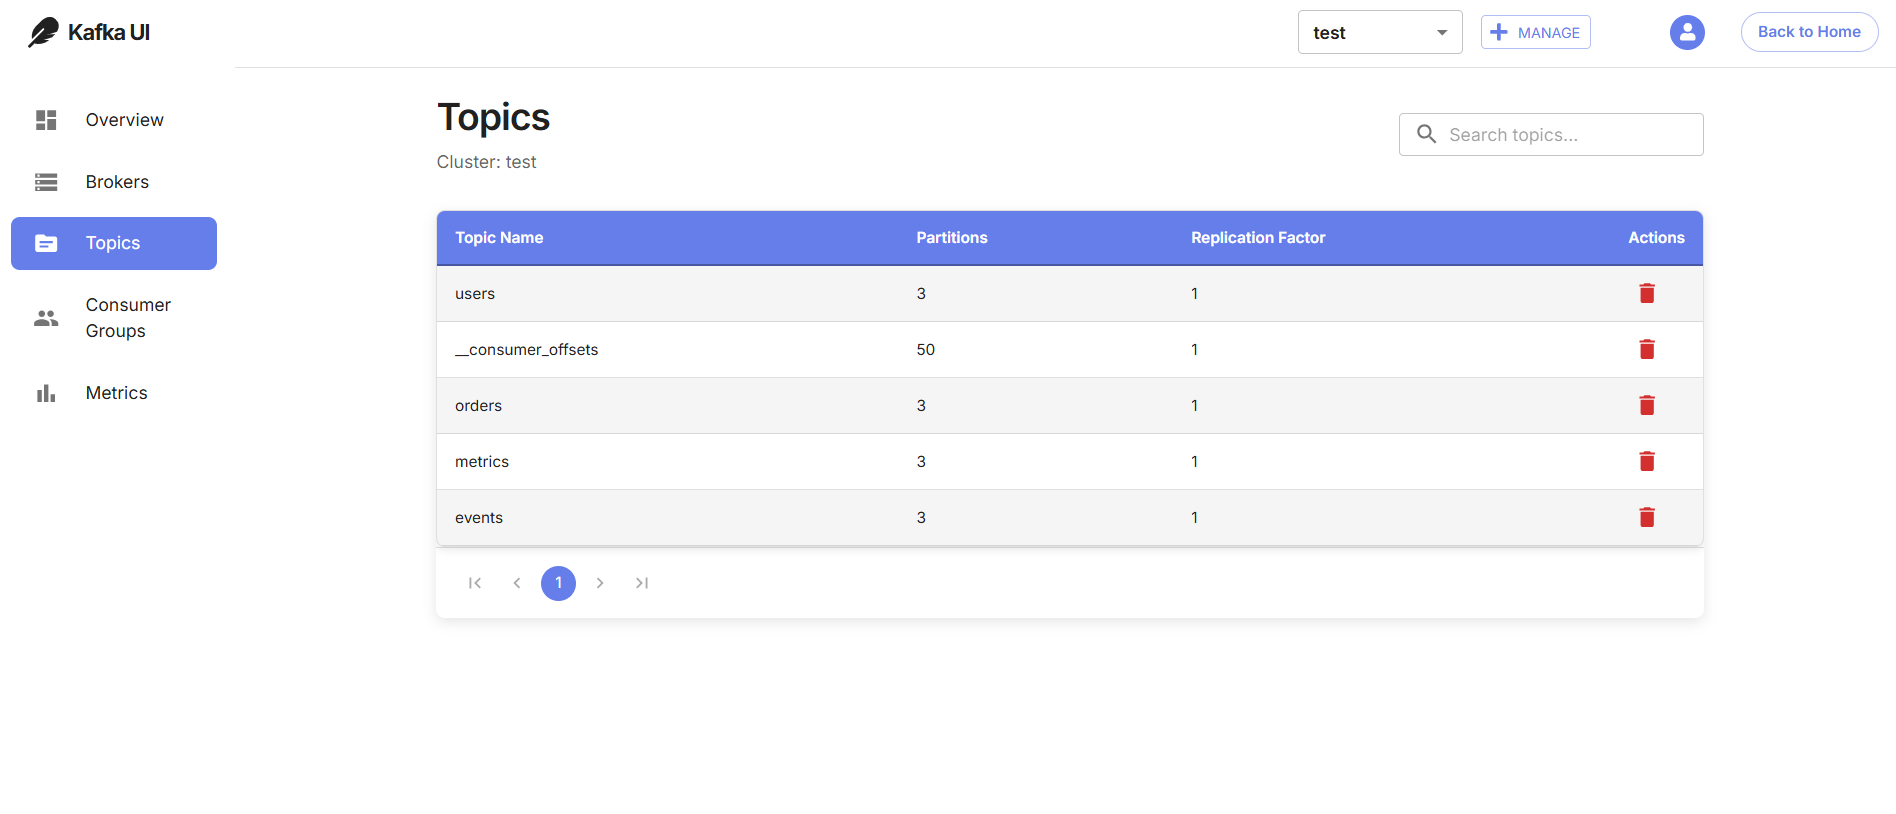 Kafka UI
test
MANAGE
Back to Home
Overview
Brokers
Topics
Consumer
Groups
Metrics
Topics
Cluster: test
Search topics...
Topic Name Partitions Replication Factor Actions
users 3 1
__consumer_offsets 50 1
orders 3 1
metrics 3 1
events 3 1
1